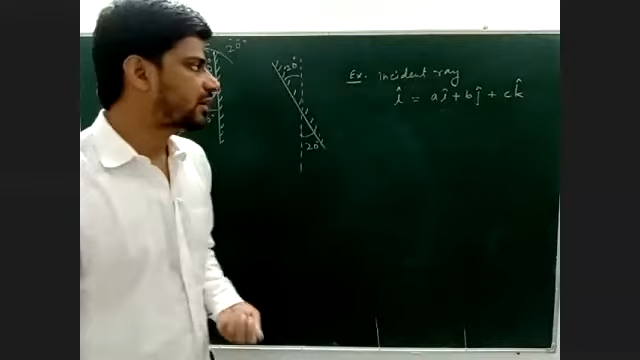 20°
20°
20
Ex. incident ray
î = aî + bĵ + ck̂